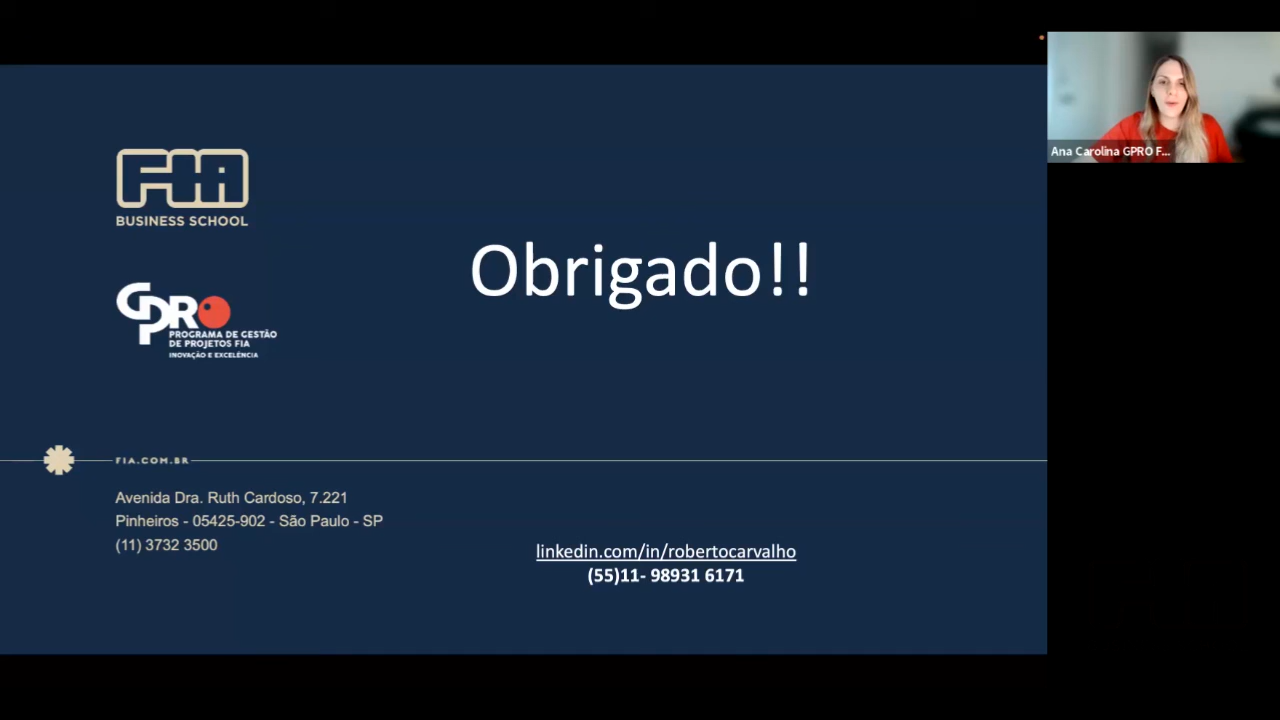 FIA
BUSINESS SCHOOL
Obrigado!!
GPRO
PROGRAMA DE GESTÃO
DE PROJETOS FIA
INOVAÇÃO E EXCELÊNCIA
FIA.COM.BR
Avenida Dra. Ruth Cardoso, 7.221
Pinheiros - 05425-902 - São Paulo - SP
(11) 3732 3500
linkedin.com/in/robertocarvalho
(55)11- 98931 6171
Ana Carolina GPRO F...